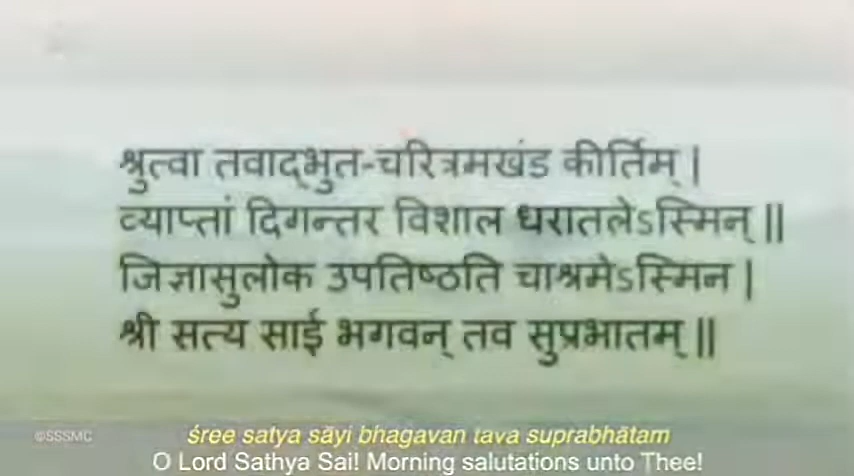 श्रुत्वा तवाद्भुत-चरित्रमखंड कीर्तिम् |
व्याप्तां दिगन्तर विशाल धरातलेऽस्मिन् ||
जिज्ञासुलोक उपतिष्ठति चाश्रमेऽस्मिन |
श्री सत्य साई भगवन् तव सुप्रभातम् ||
©SSSMC
śree satya sāyi bhagavan tava suprabhātam
O Lord Sathya Sai! Morning salutations unto Thee!